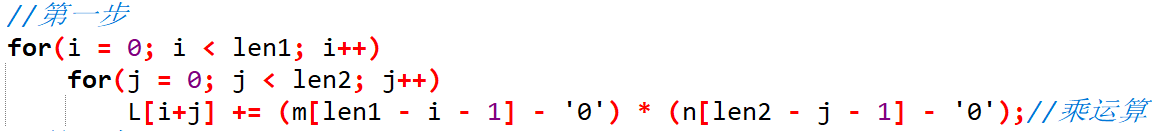 //第一步
for(i = 0; i < len1; i++)
    for(j = 0; j < len2; j++)
        L[i+j] += (m[len1 - i - 1] - '0') * (n[len2 - j - 1] - '0');//乘运算